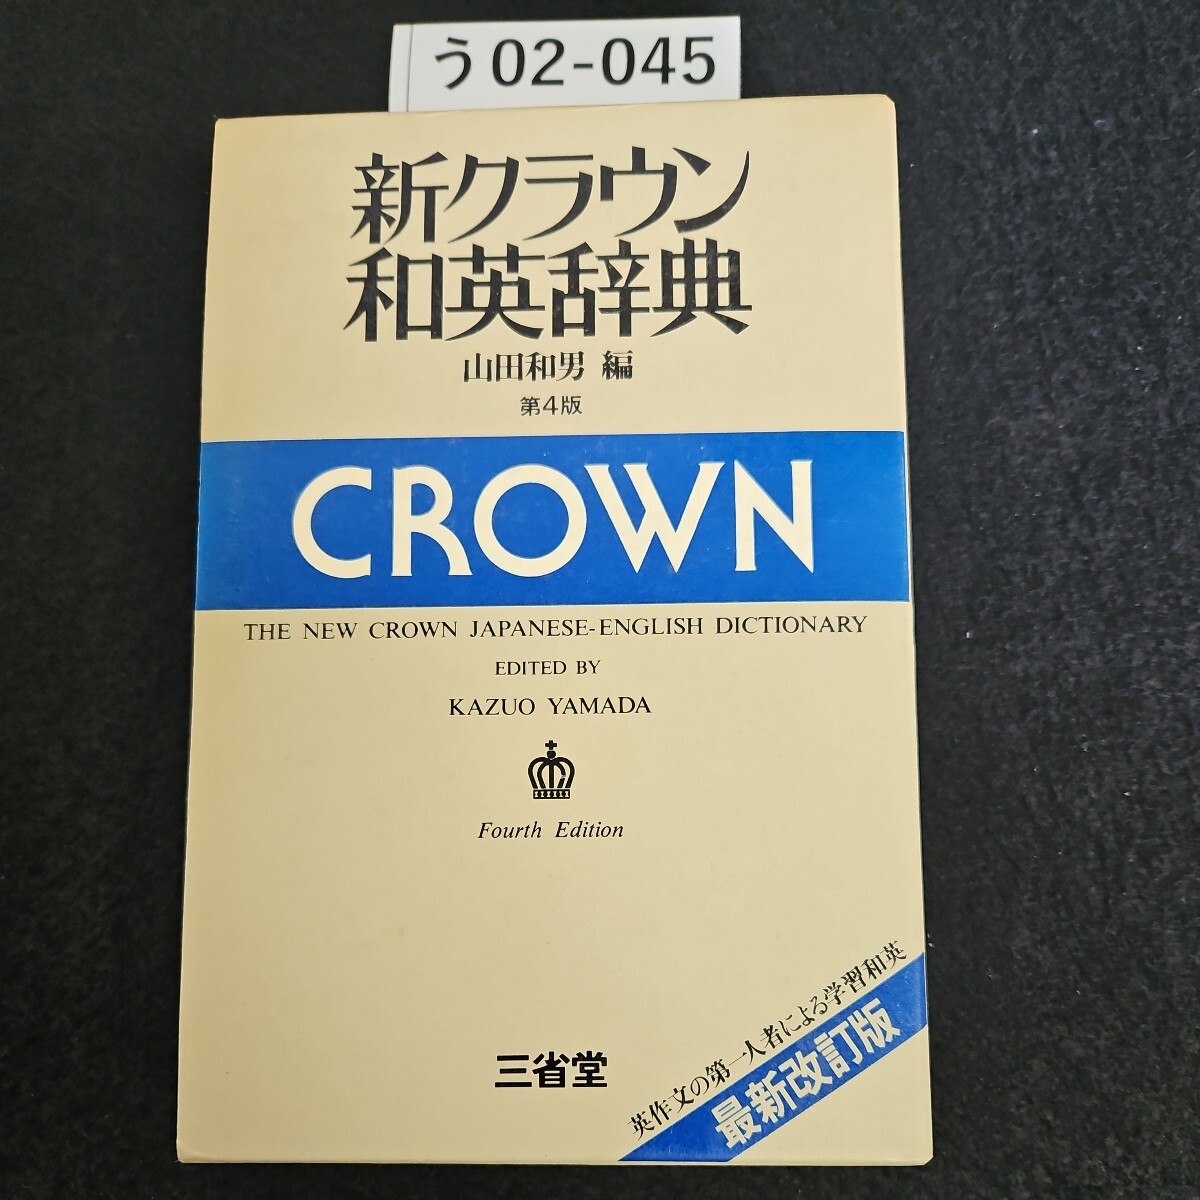 う02-045
新クラウン
和英辞典
山田和男 編
第4版
CROWN
THE NEW CROWN JAPANESE-ENGLISH DICTIONARY
EDITED BY
KAZUO YAMADA
Fourth Edition
英作文の第一人者による学習和英
最新改訂版
三省堂